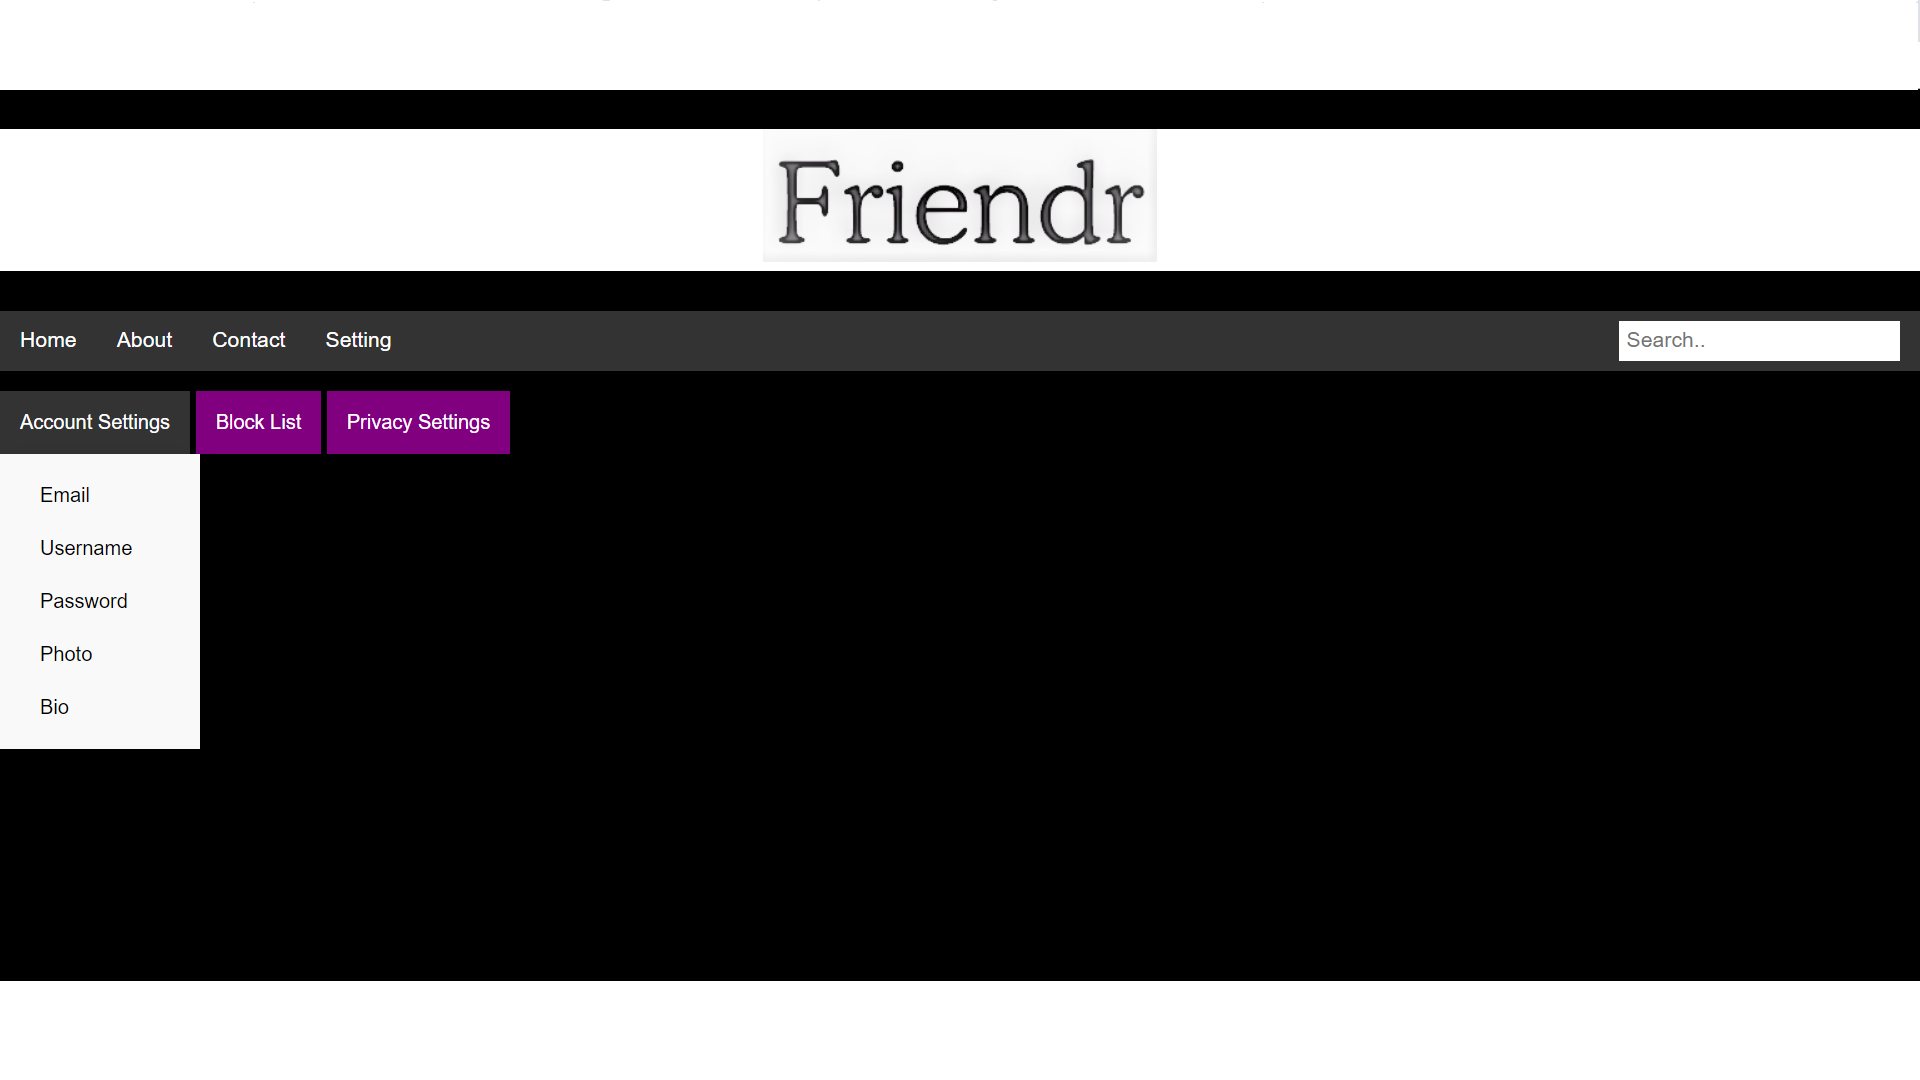 Friendr
Home About Contact Setting Search..
Account Settings Block List Privacy Settings
Email
Username
Password
Photo
Bio